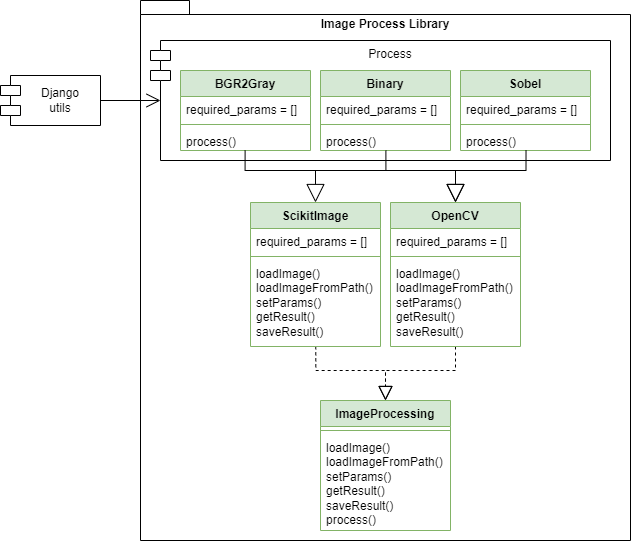 Image Process Library
Process
Django
utils
BGR2Gray
required_params = []
process()
Binary
required_params = []
process()
Sobel
required_params = []
process()
ScikitImage
required_params = []
loadImage()
loadImageFromPath()
setParams()
getResult()
saveResult()
OpenCV
required_params = []
loadImage()
loadImageFromPath()
setParams()
getResult()
saveResult()
ImageProcessing
loadImage()
loadImageFromPath()
setParams()
getResult()
saveResult()
process()